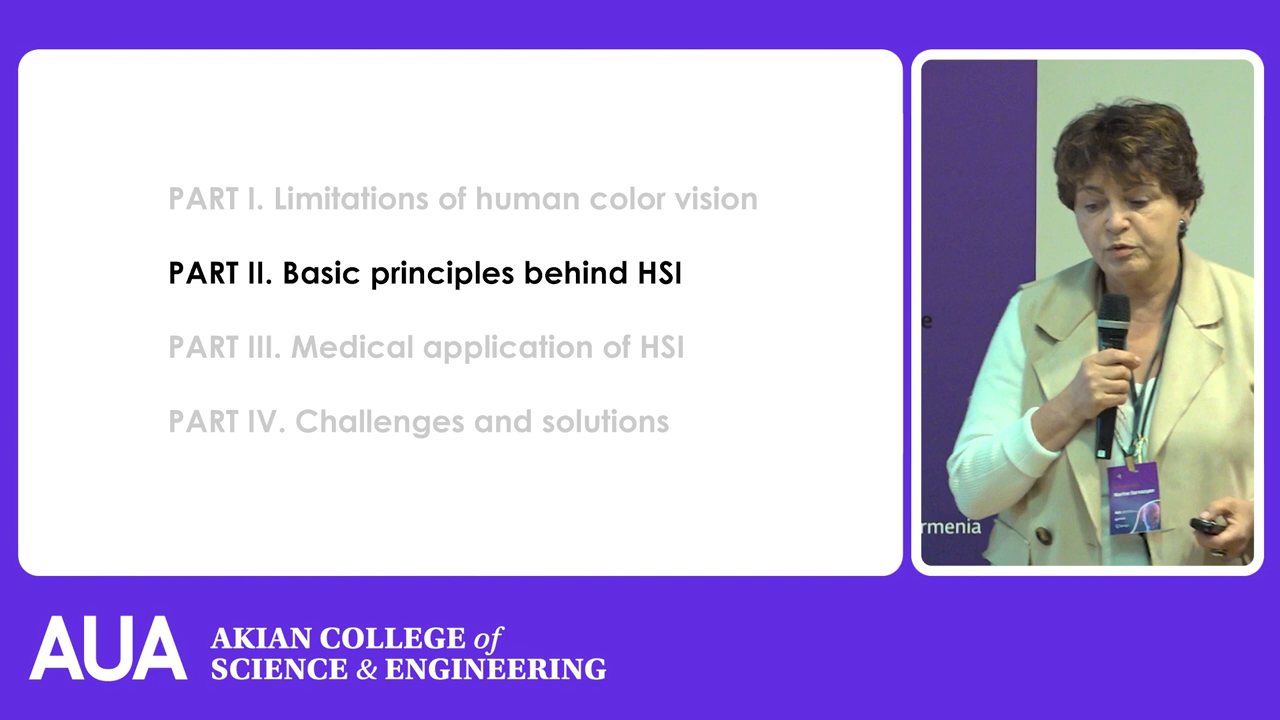 PART I. Limitations of human color vision
PART II. Basic principles behind HSI
PART III. Medical application of HSI
PART IV. Challenges and solutions
e
rmenia
AUA
AKIAN COLLEGE of
SCIENCE & ENGINEERING